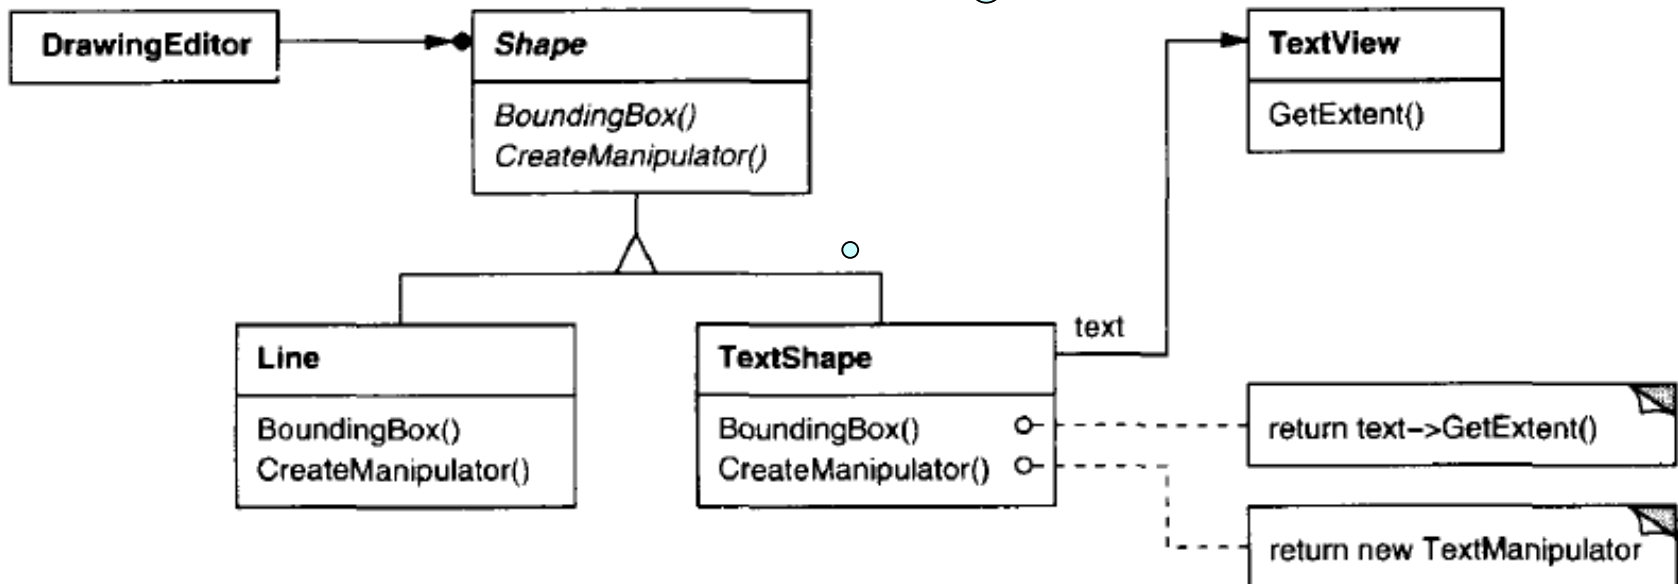 DrawingEditor
Shape
BoundingBox()
CreateManipulator()
TextView
GetExtent()
Line
BoundingBox()
CreateManipulator()
TextShape
BoundingBox()
CreateManipulator()
text
return text->GetExtent()
return new TextManipulator